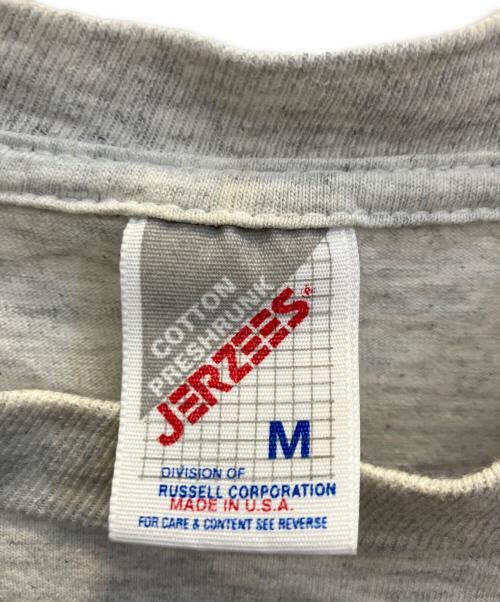 COTTON
PRESHRUNK
JERZEES®
M
DIVISION OF
RUSSELL CORPORATION
MADE IN U.S.A.
FOR CARE & CONTENT SEE REVERSE